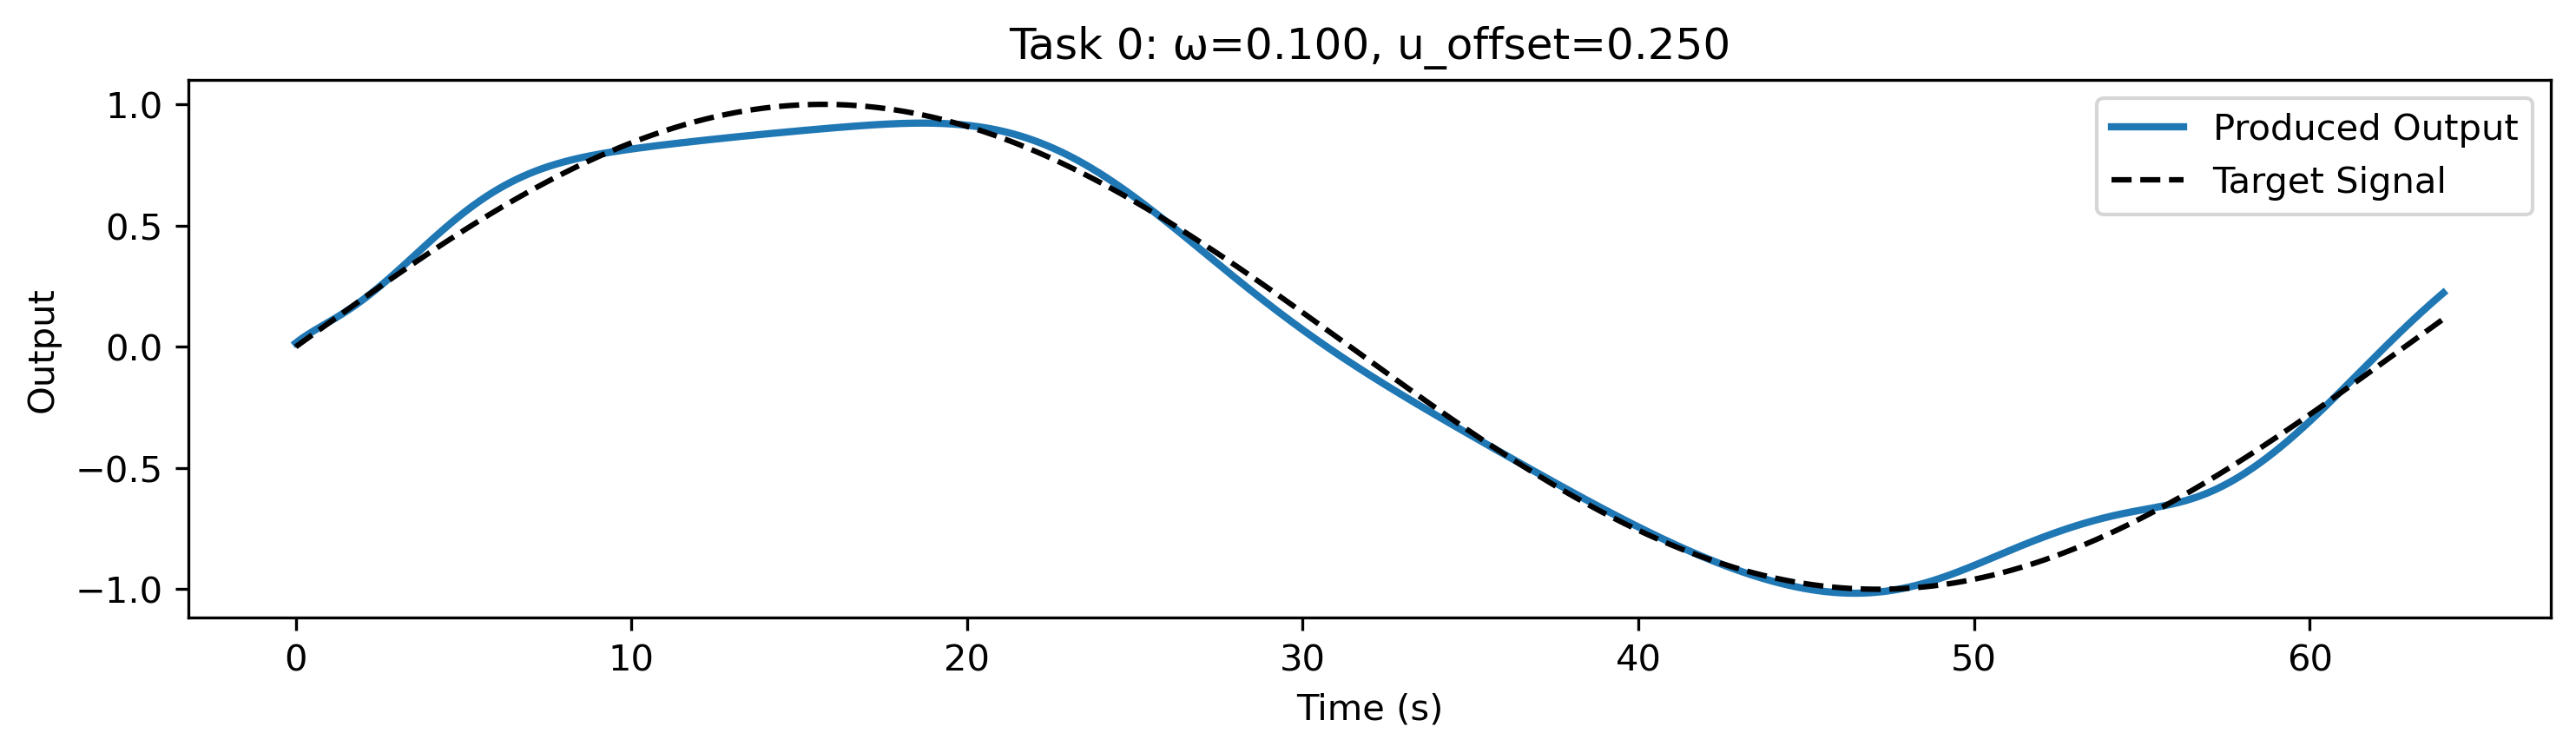 Task 0: ω=0.100, u_offset=0.250
Produced Output
Target Signal
Output
1.0
0.5
0.0
−0.5
−1.0
0 10 20 30 40 50 60
Time (s)